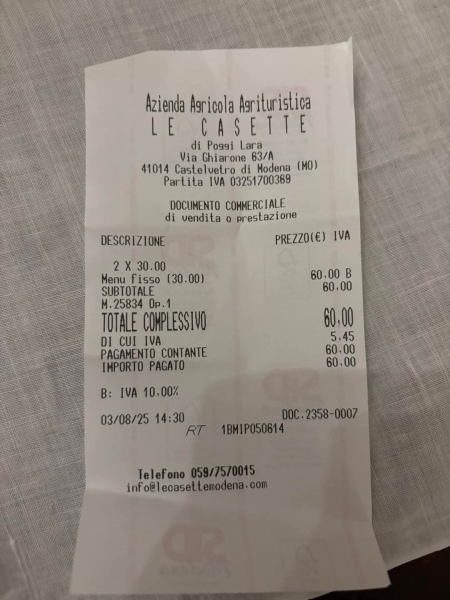 Azienda Agricola Agrituristica
LE CASETTE
di Poggi Lara
Via Ghiarone 63/A
41014 Castelvetro di Modena (MO)
Partita IVA 03251700369
DOCUMENTO COMMERCIALE
di vendita o prestazione
DESCRIZIONE PREZZO(€) IVA
2 X 30.00
Menu fisso (30.00) 60.00 B
SUBTOTALE 60.00
M.25834 Op.1
TOTALE COMPLESSIVO 60,00
DI CUI IVA 5.45
PAGAMENTO CONTANTE 60.00
IMPORTO PAGATO 60.00
B: IVA 10.00%
03/08/25 14:30 DOC.2358-0007
RT 1BMIP050614
Telefono 059/7570015
info@lecasettemodena.com